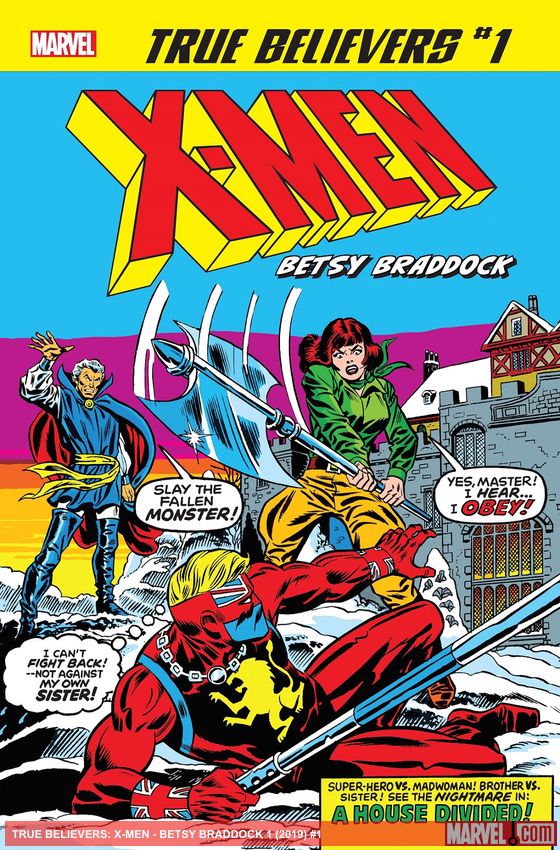 MARVEL
TRUE BELIEVERS #1
X-MEN
BETSY BRADDOCK
SLAY THE
FALLEN
MONSTER!
YES, MASTER!
I HEAR...
I OBEY!
I CAN'T
FIGHT BACK!
--NOT AGAINST
MY OWN
SISTER!
SUPER-HERO VS. MADWOMAN! BROTHER VS.
SISTER! SEE THE NIGHTMARE IN:
A HOUSE DIVIDED!
TRUE BELIEVERS: X-MEN - BETSY BRADDOCK 1 (2019) #1
MARVEL.com